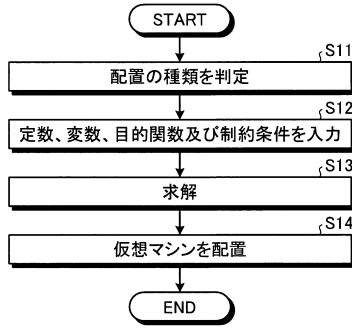 START
S11
配置の種類を判定
S12
定数、変数、目的関数及び制約条件を入力
S13
求解
S14
仮想マシンを配置
END